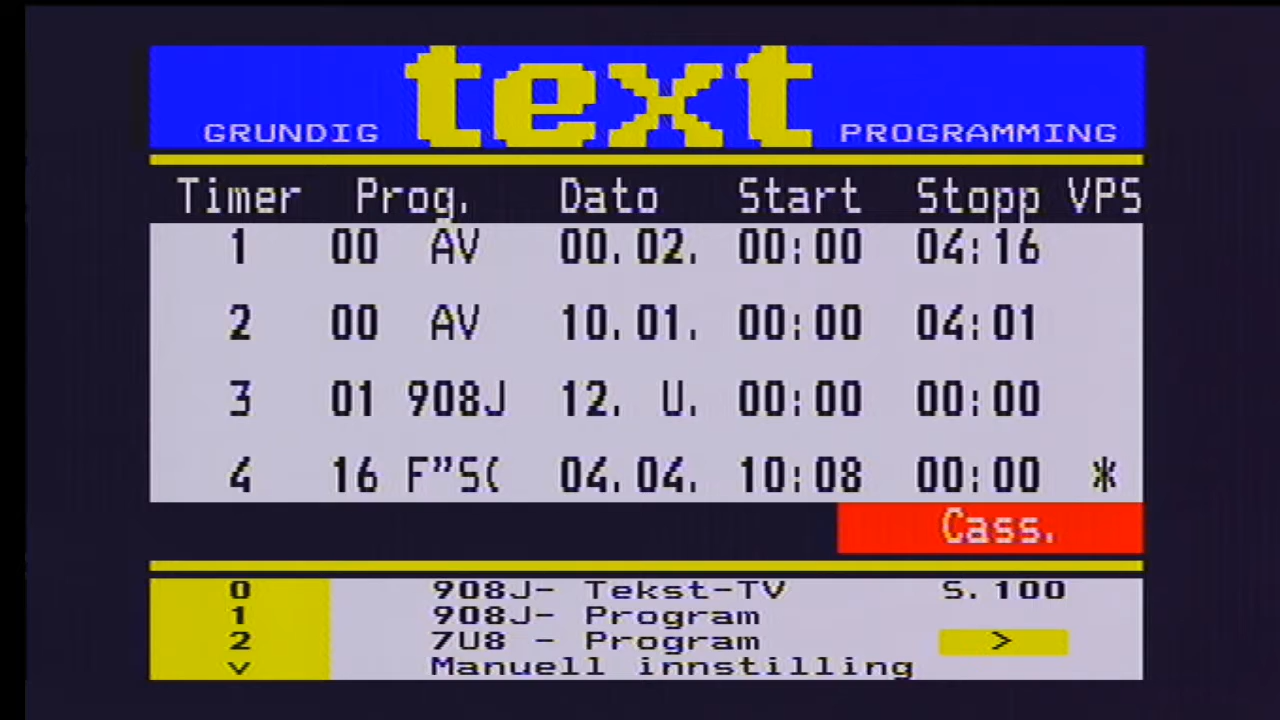 text
GRUNDIG PROGRAMMING
Timer Prog. Dato Start Stopp VPS
1 00 AV 00.02. 00:00 04:16
2 00 AV 10.01. 00:00 04:01
3 01 908J 12. U. 00:00 00:00
4 16 F”S( 04.04. 10:08 00:00 *
Cass.
0 908J- Tekst-TV S.100
1 908J- Program
2 7U8 - Program >
v Manuell innstilling